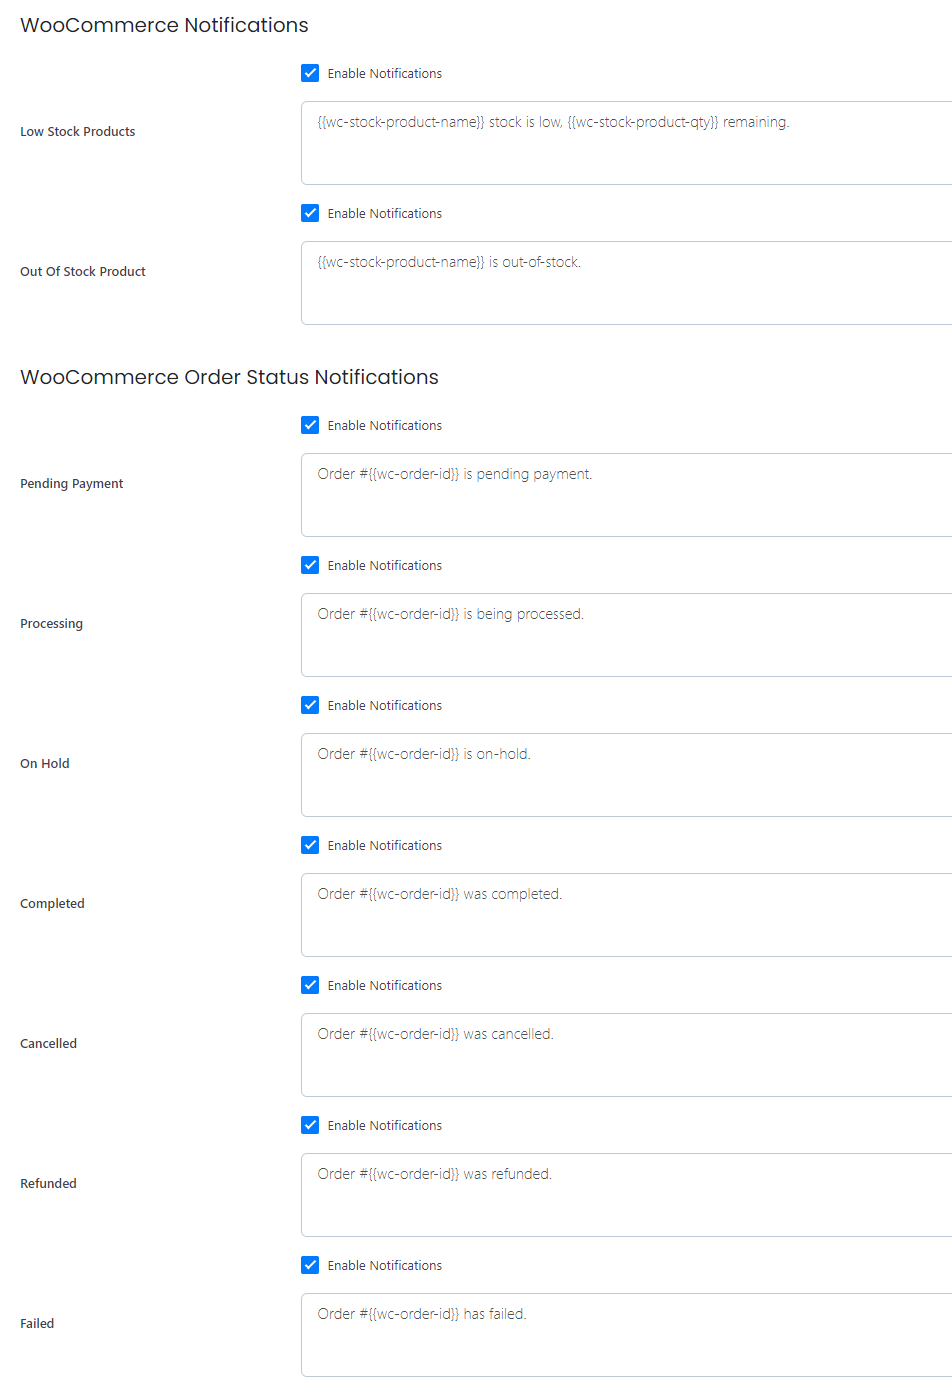 WooCommerce Notifications
Enable Notifications
Low Stock Products
{{wc-stock-product-name}} stock is low, {{wc-stock-product-qty}} remaining.
Enable Notifications
Out Of Stock Product
{{wc-stock-product-name}} is out-of-stock.
WooCommerce Order Status Notifications
Enable Notifications
Pending Payment
Order #{{wc-order-id}} is pending payment.
Enable Notifications
Processing
Order #{{wc-order-id}} is being processed.
Enable Notifications
On Hold
Order #{{wc-order-id}} is on-hold.
Enable Notifications
Completed
Order #{{wc-order-id}} was completed.
Enable Notifications
Cancelled
Order #{{wc-order-id}} was cancelled.
Enable Notifications
Refunded
Order #{{wc-order-id}} was refunded.
Enable Notifications
Failed
Order #{{wc-order-id}} has failed.